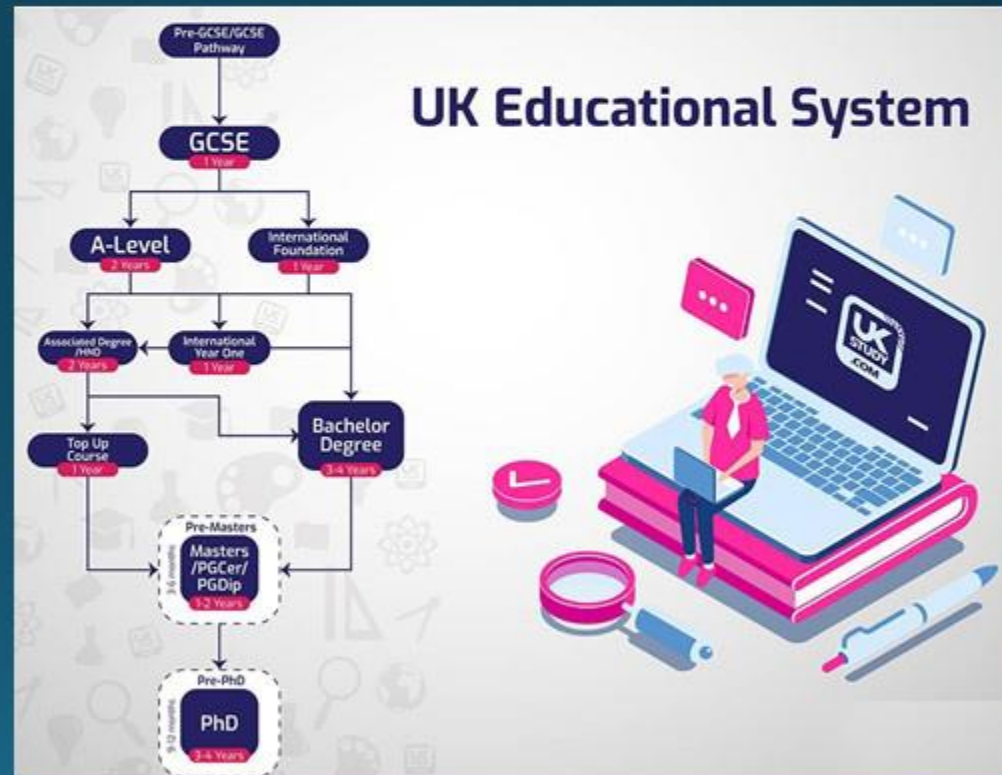 Pre-GCSE/GCSE
Pathway
UK Educational System
GCSE
1 Year
A-Level
2 Years
International
Foundation
1 Year
Associated Degree
/HND
2 Years
International
Year One
1 Year
Bachelor
Degree
3-4 Years
Top Up
Course
1 Year
Pre-Masters
3-6 months
Masters
/PGCer/
PGDip
1-2 Years
Pre-PhD
9-12 months
PhD
3-4 Years
UK
STUDY
.COM